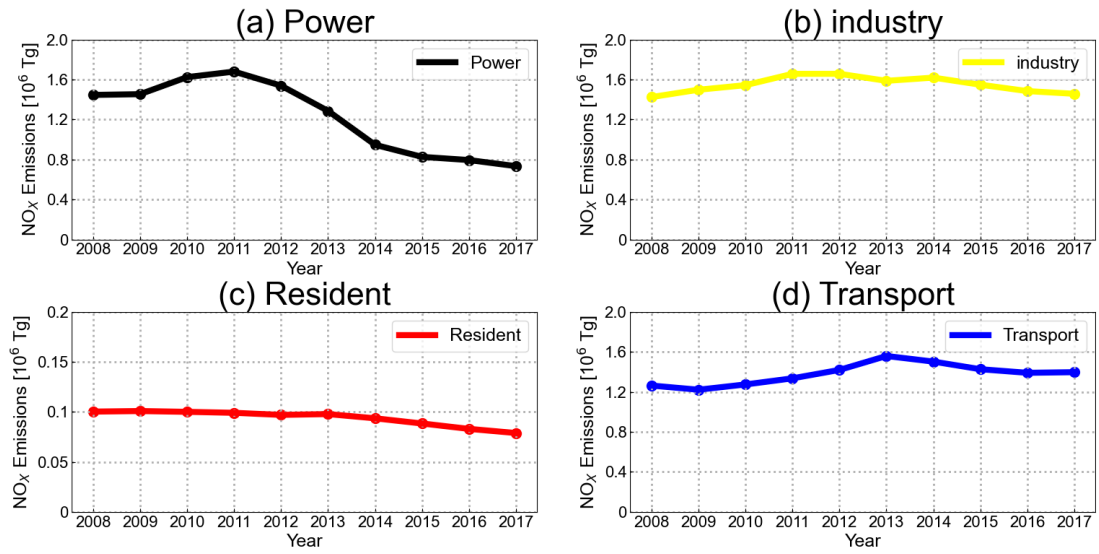 (a) Power
NOX Emissions [10^6 Tg]
2.0
1.6
1.2
0.8
0.4
0
Power
2008 2009 2010 2011 2012 2013 2014 2015 2016 2017
Year
(b) industry
NOX Emissions [10^6 Tg]
2.0
1.6
1.2
0.8
0.4
0
industry
2008 2009 2010 2011 2012 2013 2014 2015 2016 2017
Year
(c) Resident
NOX Emissions [10^6 Tg]
0.2
0.15
0.1
0.05
0
Resident
2008 2009 2010 2011 2012 2013 2014 2015 2016 2017
Year
(d) Transport
NOX Emissions [10^6 Tg]
2.0
1.6
1.2
0.8
0.4
0
Transport
2008 2009 2010 2011 2012 2013 2014 2015 2016 2017
Year